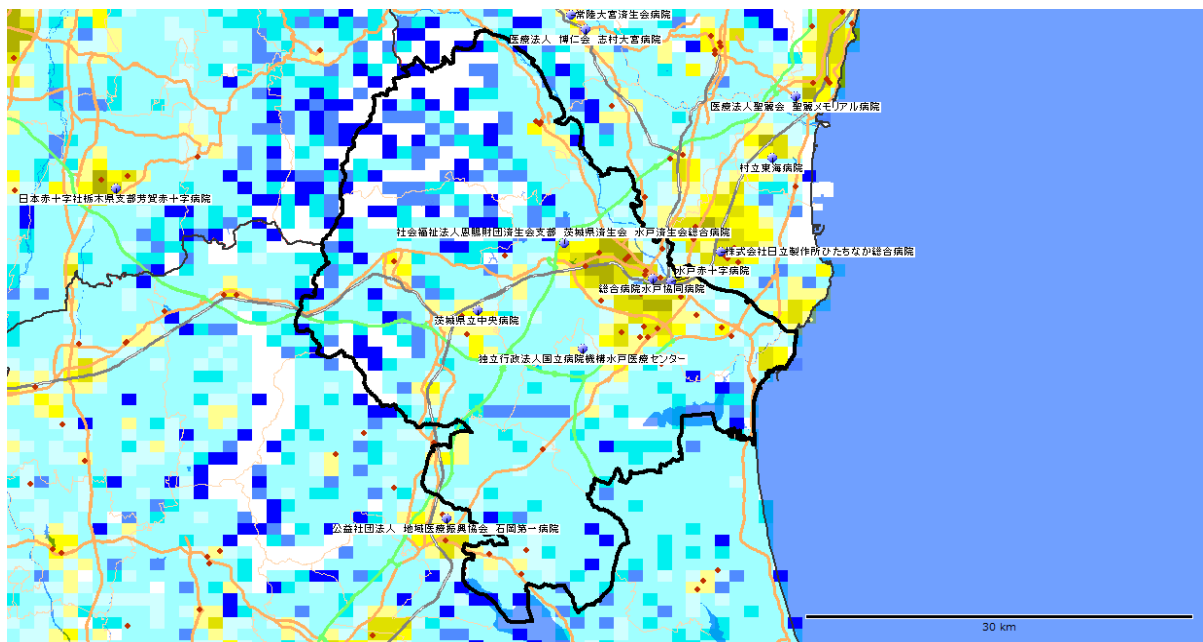 常陸大宮済生会病院
医療法人 博仁会 志村大宮病院
医療法人聖麗会 聖麗メモリアル病院
村立東海病院
日本赤十字社栃木県支部芳賀赤十字病院
社会福祉法人恩賜財団済生会支部 茨城県済生会 水戸済生会総合病院
株式会社日立製作所ひたちなか総合病院
水戸赤十字病院
総合病院水戸協同病院
茨城県立中央病院
独立行政法人国立病院機構水戸医療センター
公益社団法人 地域医療振興協会 石岡第一病院
30 km